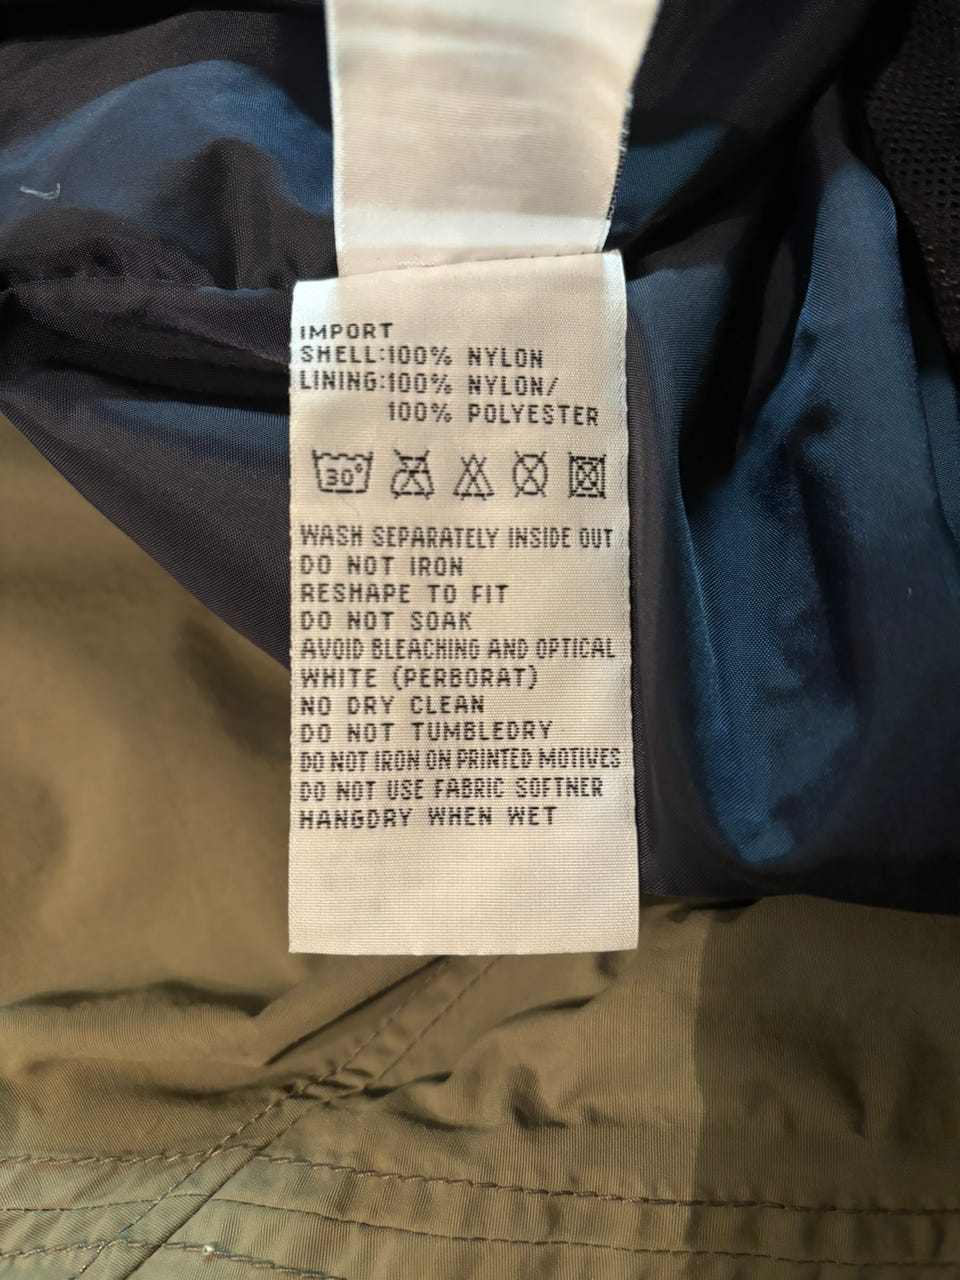 IMPORT
SHELL:100% NYLON
LINING:100% NYLON/
100% POLYESTER
30°
WASH SEPARATELY INSIDE OUT
DO NOT IRON
RESHAPE TO FIT
DO NOT SOAK
AVOID BLEACHING AND OPTICAL
WHITE (PERBORAT)
NO DRY CLEAN
DO NOT TUMBLEDRY
DO NOT IRON ON PRINTED MOTIVES
DO NOT USE FABRIC SOFTNER
HANGDRY WHEN WET